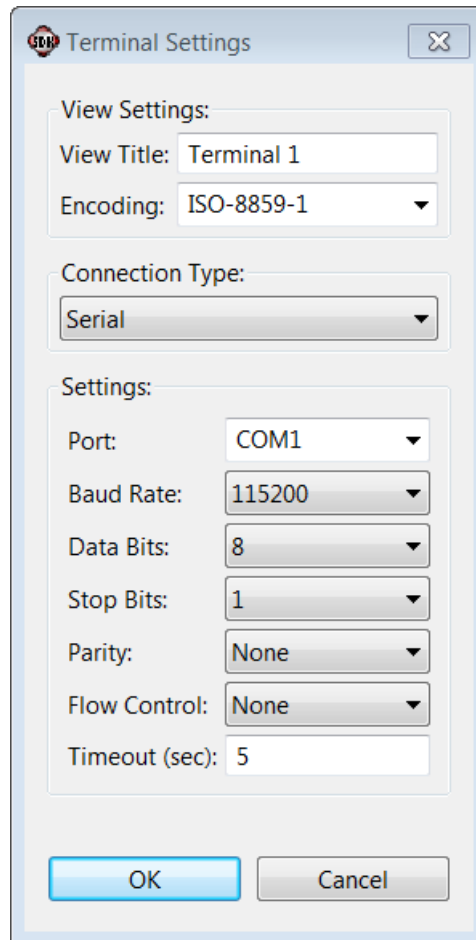 SDK Terminal Settings
View Settings:
View Title: Terminal 1
Encoding: ISO-8859-1
Connection Type:
Serial
Settings:
Port: COM1
Baud Rate: 115200
Data Bits: 8
Stop Bits: 1
Parity: None
Flow Control: None
Timeout (sec): 5
OK Cancel